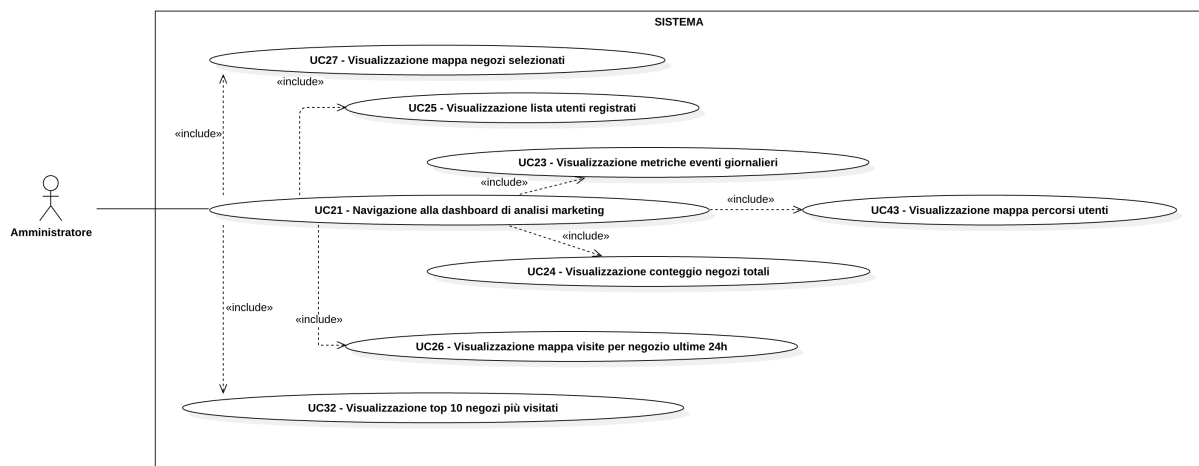 SISTEMA
UC27 - Visualizzazione mappa negozi selezionati
«include»
UC25 - Visualizzazione lista utenti registrati
«include»
UC23 - Visualizzazione metriche eventi giornalieri
«include»
«include»
UC21 - Navigazione alla dashboard di analisi marketing
UC43 - Visualizzazione mappa percorsi utenti
Amministratore
«include»
UC24 - Visualizzazione conteggio negozi totali
«include»
«include»
UC26 - Visualizzazione mappa visite per negozio ultime 24h
UC32 - Visualizzazione top 10 negozi più visitati